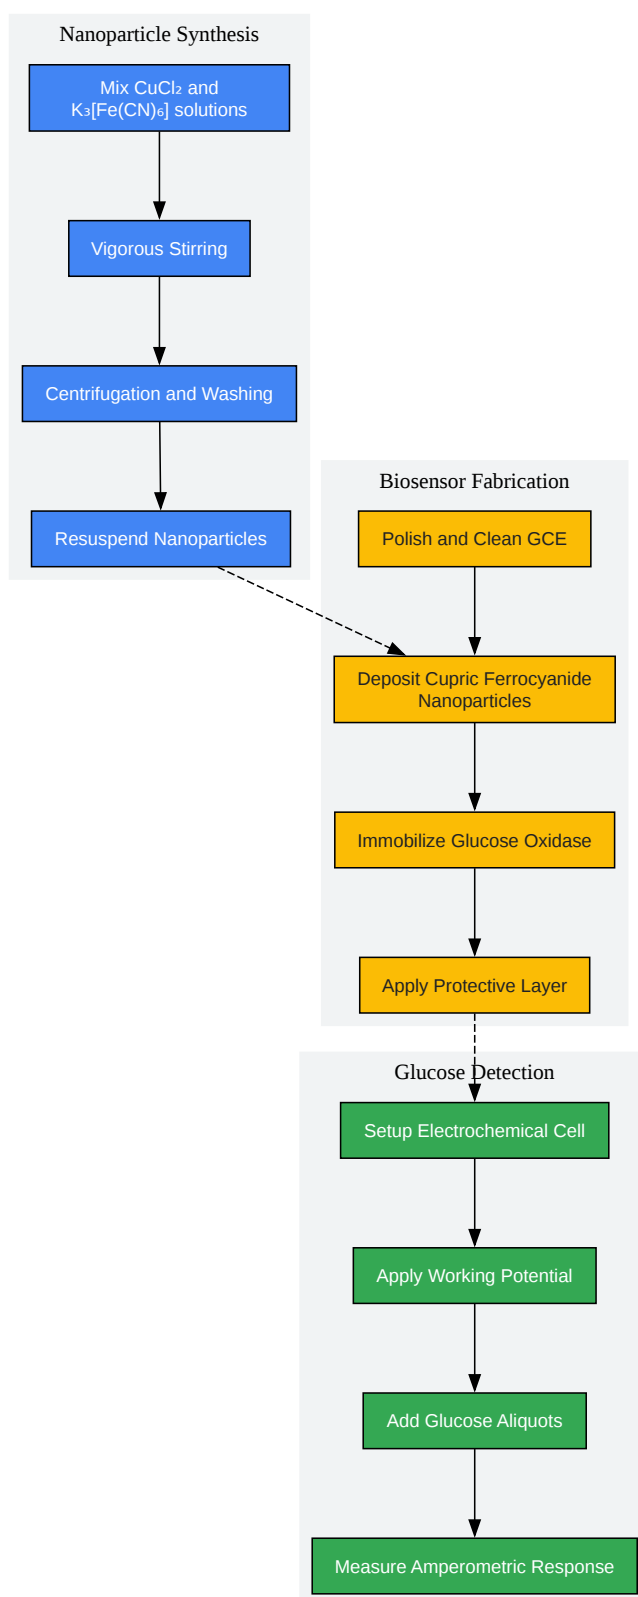 Nanoparticle Synthesis
Mix CuCl₂ and
K₃[Fe(CN)₆] solutions
Vigorous Stirring
Centrifugation and Washing
Resuspend Nanoparticles
Biosensor Fabrication
Polish and Clean GCE
Deposit Cupric Ferrocyanide
Nanoparticles
Immobilize Glucose Oxidase
Apply Protective Layer
Glucose Detection
Setup Electrochemical Cell
Apply Working Potential
Add Glucose Aliquots
Measure Amperometric Response